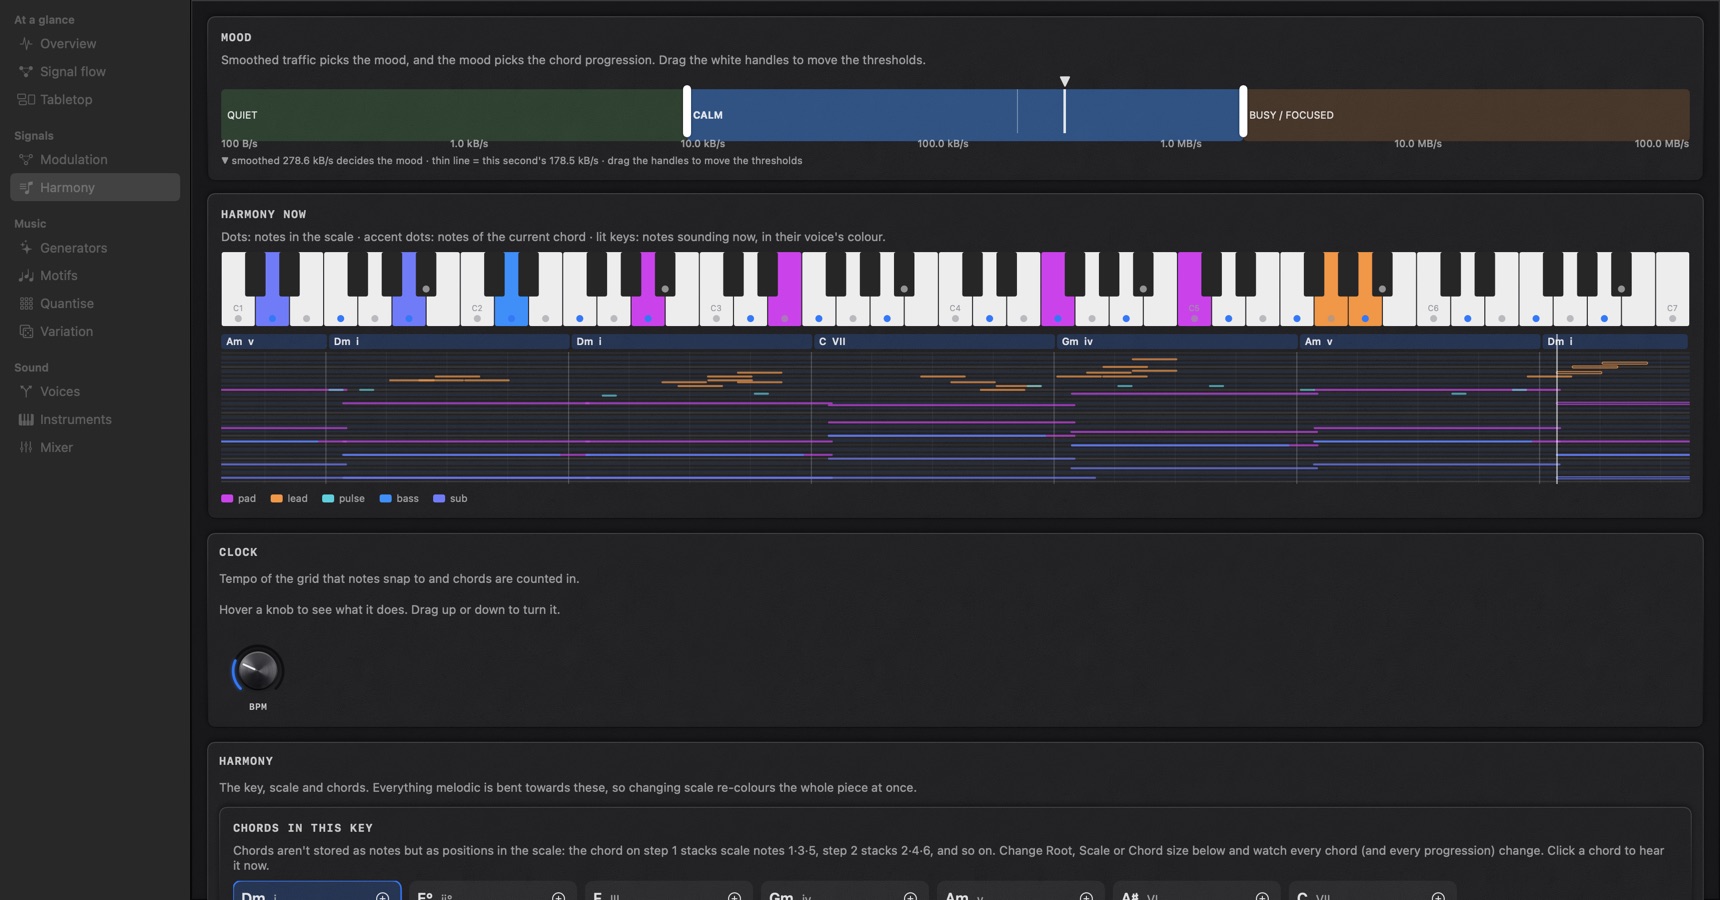 At a glance
Overview
Signal flow
Tabletop
Signals
Modulation
Harmony
Music
Generators
Motifs
Quantise
Variation
Sound
Voices
Instruments
Mixer
MOOD
Smoothed traffic picks the mood, and the mood picks the chord progression. Drag the white handles to move the thresholds.
QUIET CALM BUSY / FOCUSED
100 B/s 1.0 kB/s 10.0 kB/s 100.0 kB/s 1.0 MB/s 10.0 MB/s 100.0 MB/s
▼ smoothed 278.6 kB/s decides the mood · thin line = this second's 178.5 kB/s · drag the handles to move the thresholds
HARMONY NOW
Dots: notes in the scale · accent dots: notes of the current chord · lit keys: notes sounding now, in their voice's colour.
C1 C2 C3 C4 C5 C6 C7
Am v Dm i Dm i C VII Gm iv Am v Dm i
pad lead pulse bass sub
CLOCK
Tempo of the grid that notes snap to and chords are counted in.
Hover a knob to see what it does. Drag up or down to turn it.
BPM
HARMONY
The key, scale and chords. Everything melodic is bent towards these, so changing scale re-colours the whole piece at once.
CHORDS IN THIS KEY
Chords aren't stored as notes but as positions in the scale: the chord on step 1 stacks scale notes 1·3·5, step 2 stacks 2·4·6, and so on. Change Root, Scale or Chord size below and watch every chord (and every progression) change. Click a chord to hear
it now.
Dm i E° ii° F III Gm iv Am v A# VI C VII